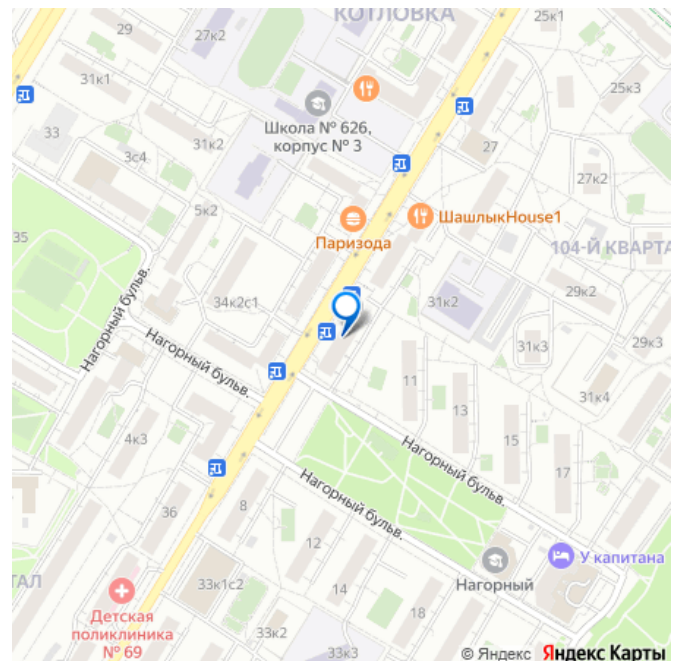 КОТЛОВКА
25к1
29
27к2
31к1
25к3
Школа № 626,
корпус № 3
33
31к2
27
3с4
27к2
5к2
ШашлыкHouse1
Паризода
35
104-Й КВАРТА
34к2с1
31к2
29к2
Нагорный бульв.
31к3
29к3
Нагорный бульв.
11
31к4
13
4к3
15
Нагорный бульв.
17
Нагорный бульв.
36
8
12
У капитана
ТАЛ
33к1с2
14
Нагорный
Детская
поликлиника
№ 69
18
33к2
33к3
© Яндекс Яндекс Карты